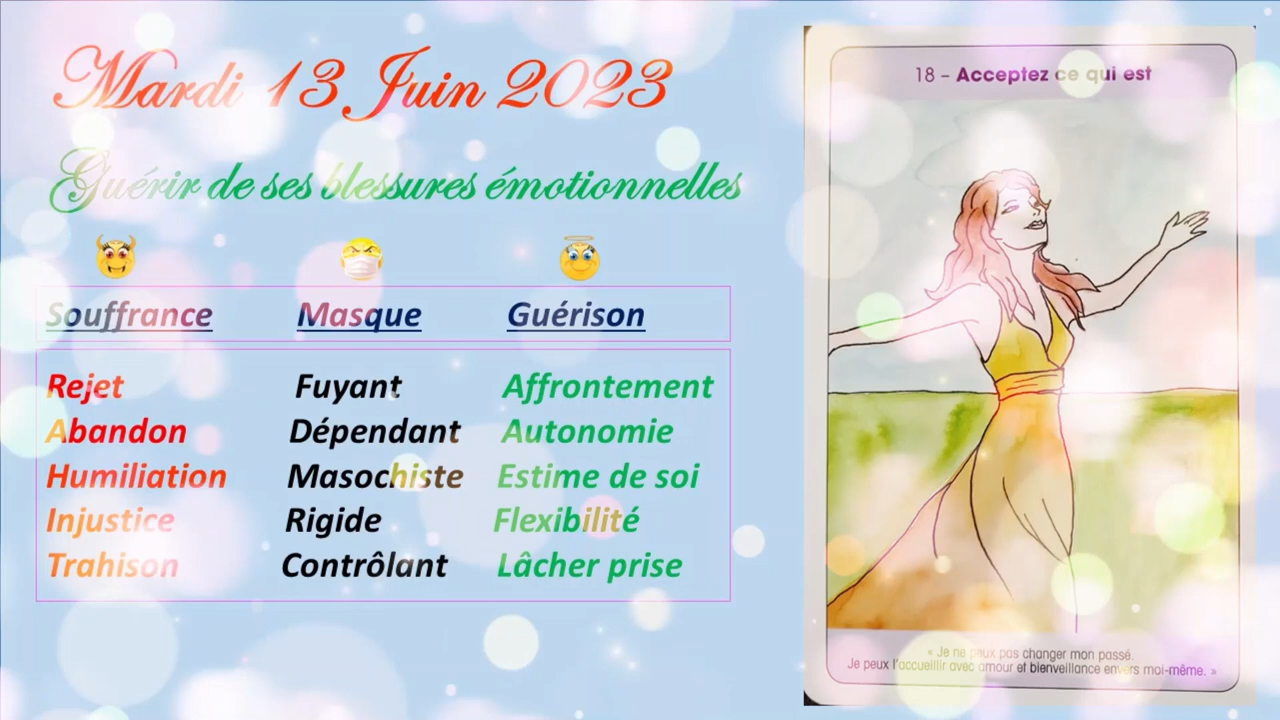 Mardi 13 Juin 2023
Guérir de ses blessures émotionnelles
Souffrance Masque Guérison
Rejet Fuyant Affrontement
Abandon Dépendant Autonomie
Humiliation Masochiste Estime de soi
Injustice Rigide Flexibilité
Trahison Contrôlant Lâcher prise
18 – Acceptez ce qui est
« Je ne peux pas changer mon passé.
Je peux l'accueillir avec amour et bienveillance envers moi-même. »